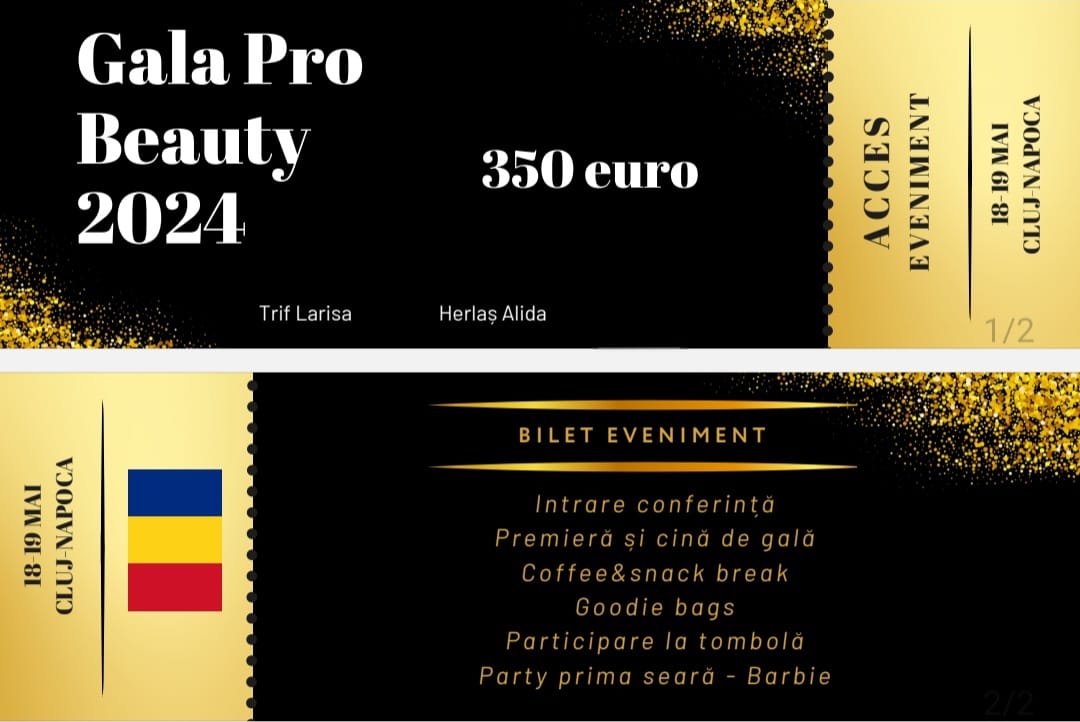 Gala Pro
Beauty
2024
350 euro
Trif Larisa
Herlaș Alida
ACCES
EVENIMENT
18-19 MAI
CLUJ-NAPOCA
1/2
18-19 MAI
CLUJ-NAPOCA
BILET EVENIMENT
Intrare conferință
Premieră și cină de gală
Coffee&snack break
Goodie bags
Participare la tombolă
Party prima seară - Barbie
2/2